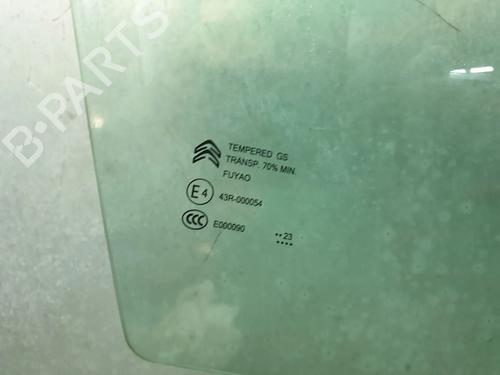 B-PARTS
TEMPERED GS
TRANSP 70% MIN.
FUYAO
E4 43R-000054
CCC E000090
•• 23
••••